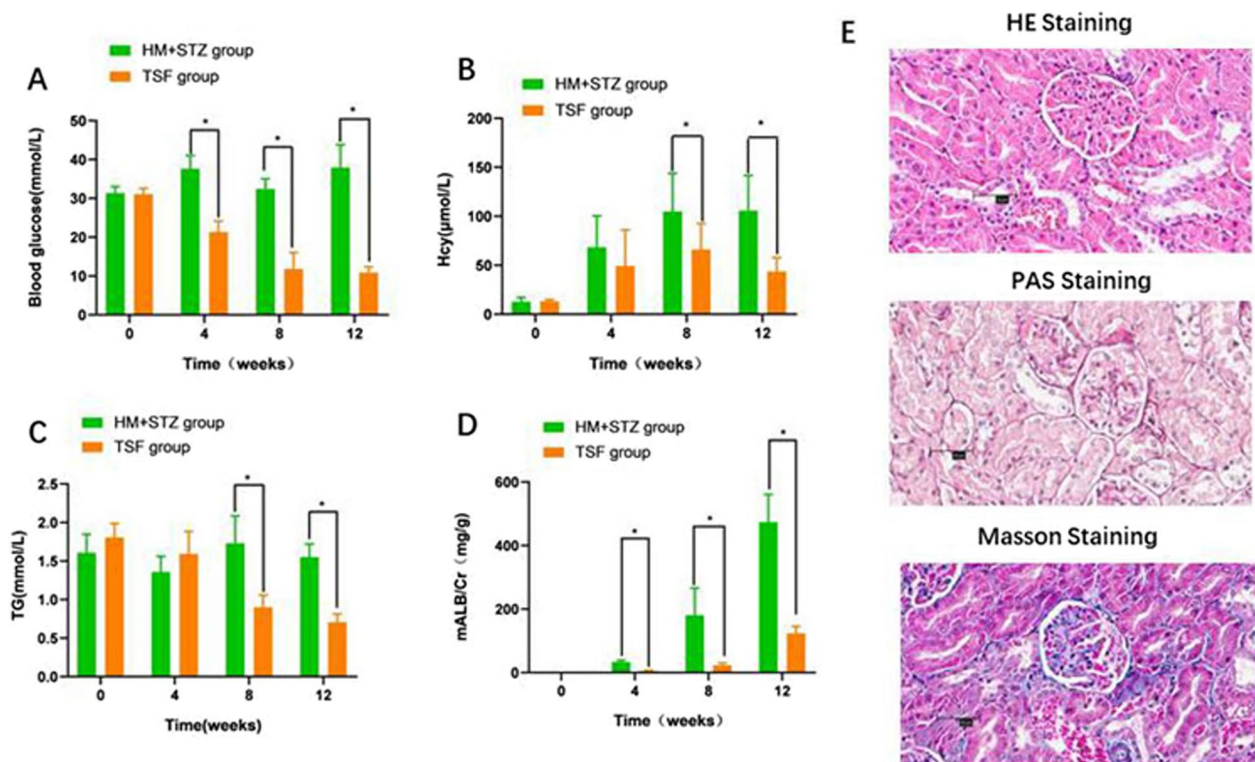 A
HM+STZ group
TSF group
Blood glucose(mmol/L)
50
40
30
20
10
0
* * *
0 4 8 12
Time（weeks）
B
HM+STZ group
TSF group
Hcy(μmol/L)
200
150
100
50
0
* *
0 4 8 12
Time（weeks）
C
HM+STZ group
TSF group
TG(mmol/L)
2.5
2.0
1.5
1.0
0.5
0.0
* *
0 4 8 12
Time(weeks)
D
HM+STZ group
TSF group
mALB/Cr（mg/g）
600
400
200
0
* * *
0 4 8 12
Time（weeks）
E
HE Staining
PAS Staining
Masson Staining